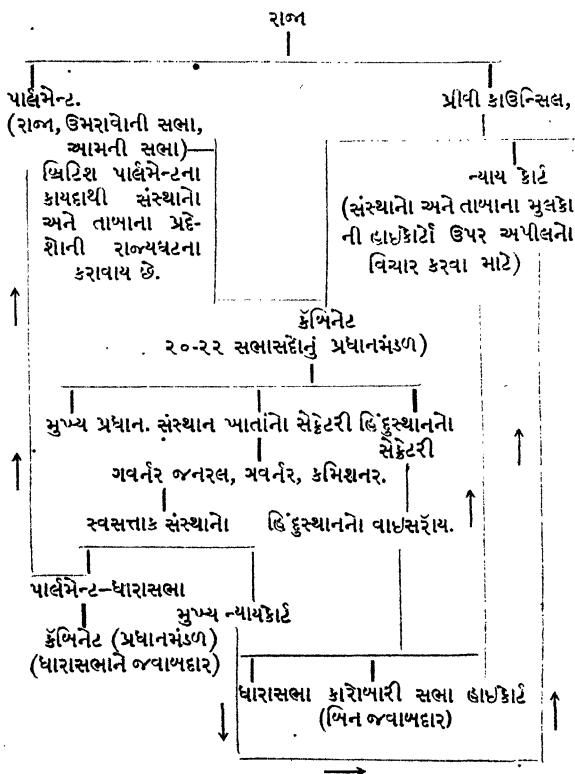 રાજા
પાર્લમેન્ટ.
(રાજા, ઉમરાવોની સભા,
આમની સભા)
બ્રિટિશ પાર્લમેન્ટના
કાયદાથી સંસ્થાનો
અને તાબાના પ્રદે-
શોની રાજ્યઘટના
કરાવાય છે.
પ્રીવી કાઉન્સિલ,
ન્યાય કોર્ટ
(સંસ્થાનો અને તાબાના મુલકો
ની હાઈકોર્ટો ઉપર અપીલનો
વિચાર કરવા માટે)
કૅબિનેટ
૨૦-૨૨ સભાસદોનું પ્રધાનમંડળ)
મુખ્ય પ્રધાન. સંસ્થાન ખાતાંનો સેક્રેટરી હિંદુસ્થાનનો
સેક્રેટરી
ગવર્નર જનરલ, ગવર્નર, કમિશનર.
સ્વસત્તાક સંસ્થાનો હિંદુસ્થાનનો વાઇસરૉય.
પાર્લમેન્ટ-ધારાસભા
મુખ્ય ન્યાયકોર્ટ
કૅબિનેટ (પ્રધાનમંડળ)
(ધારાસભાને જવાબદાર)
ધારાસભા કારોબારી સભા હાઈકોર્ટ
(બિન જવાબદાર)